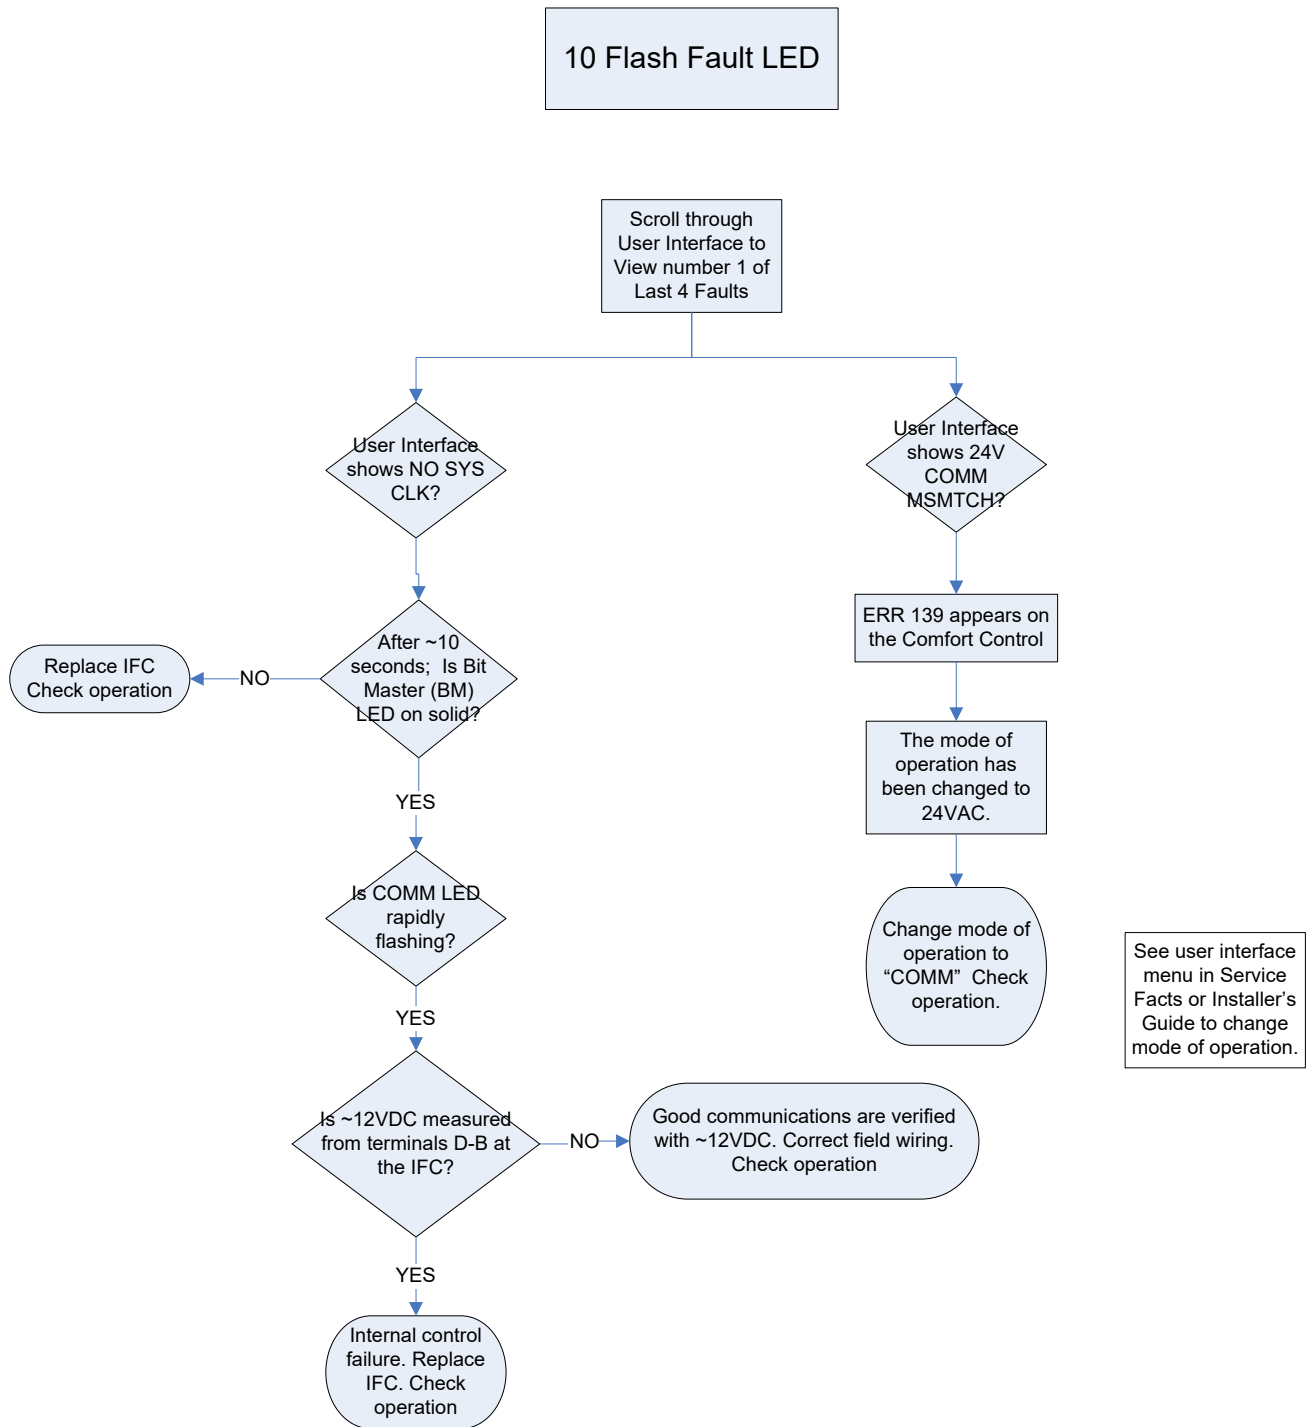 10 Flash Fault LED
Scroll through
User Interface to
View number 1 of
Last 4 Faults
User Interface
shows NO SYS
CLK?
User Interface
shows 24V
COMM
MSMTCH?
After ~10
seconds;  Is Bit
Master (BM)
LED on solid?
NO
Replace IFC
Check operation
ERR 139 appears on
the Comfort Control
The mode of
operation has
been changed to
24VAC.
YES
Is COMM LED
rapidly
flashing?
Change mode of
operation to
“COMM”  Check
operation.
See user interface
menu in Service
Facts or Installer’s
Guide to change
mode of operation.
YES
Is ~12VDC measured
from terminals D-B at
the IFC?
NO
Good communications are verified
with ~12VDC. Correct field wiring.
Check operation
YES
Internal control
failure. Replace
IFC. Check
operation